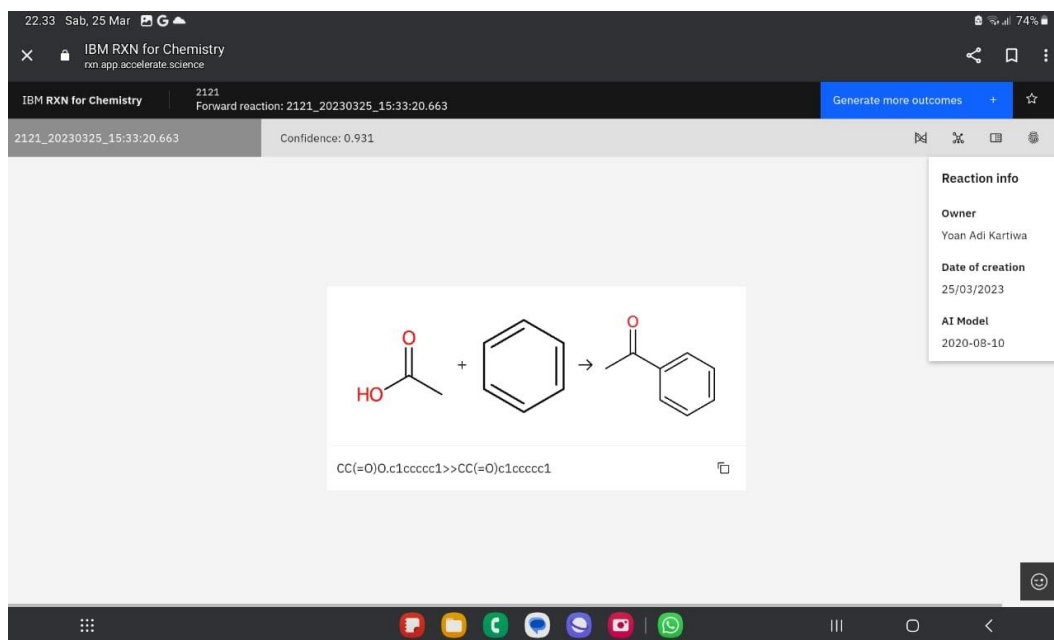 22.33 Sab, 25 Mar G 74%
IBM RXN for Chemistry
rxn.app.accelerate.science
IBM RXN for Chemistry
2121
Forward reaction: 2121_20230325_15:33:20.663
Generate more outcomes +
2121_20230325_15:33:20.663 Confidence: 0.931
Reaction info
Owner
Yoan Adi Kartiwa
Date of creation
25/03/2023
AI Model
2020-08-10
O
HO
+
→
O
CC(=O)O.c1ccccc1>>CC(=O)c1ccccc1